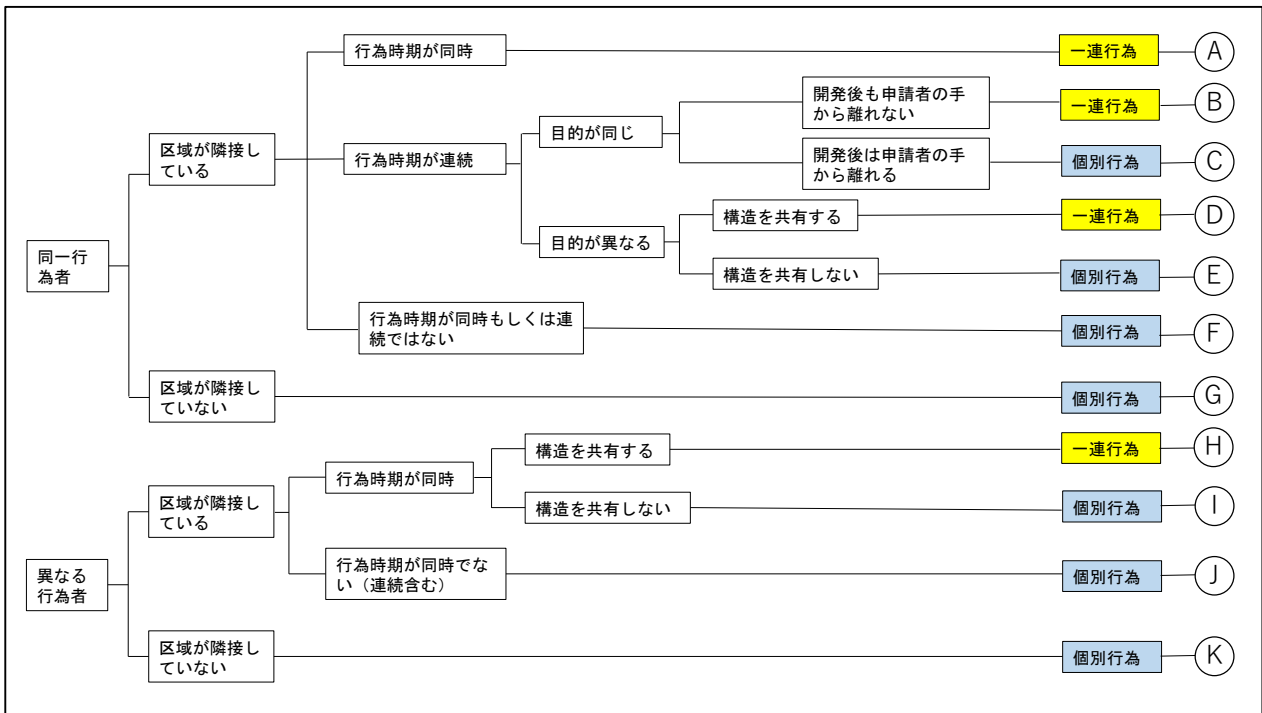 行為時期が同時
一連行為
A
開発後も申請者の手
から離れない
一連行為
B
目的が同じ
区域が隣接し
ている
行為時期が連続
開発後は申請者の手
から離れる
個別行為
C
構造を共有する
一連行為
D
目的が異なる
同一行
為者
構造を共有しない
個別行為
E
行為時期が同時もしくは連
続ではない
個別行為
F
区域が隣接し
ていない
個別行為
G
構造を共有する
一連行為
H
行為時期が同時
区域が隣接し
ている
構造を共有しない
個別行為
I
行為時期が同時でな
い（連続含む）
個別行為
J
異なる
行為者
区域が隣接し
ていない
個別行為
K